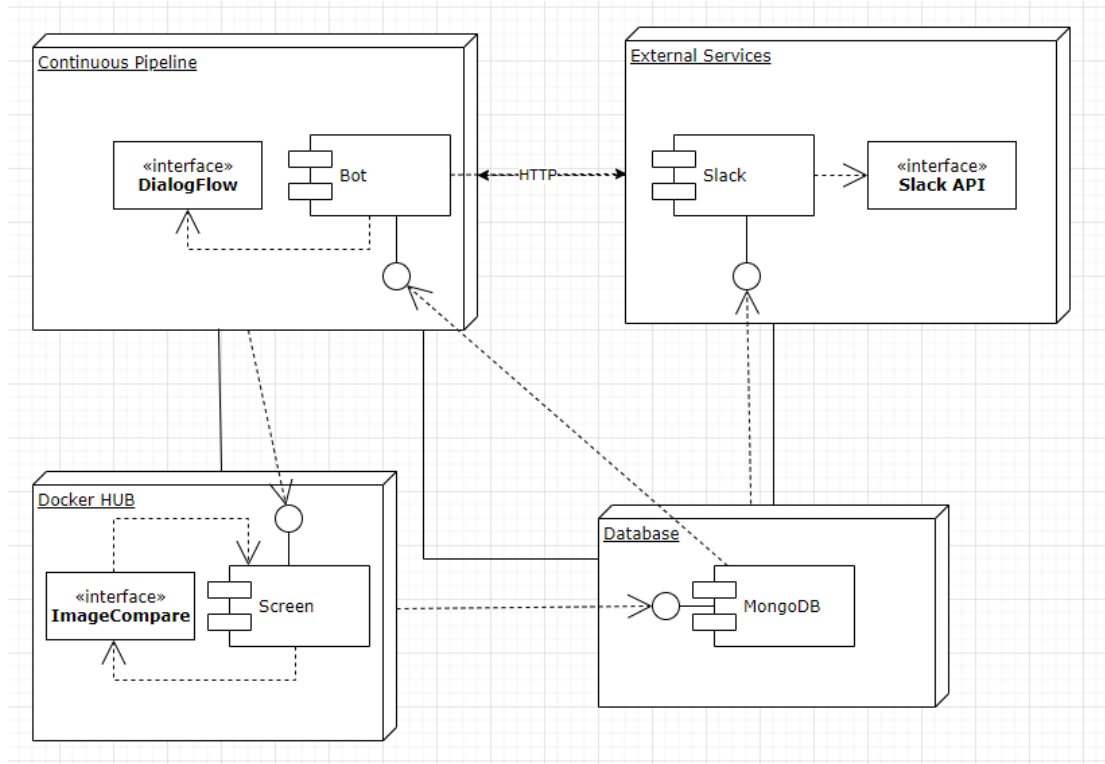 Continuous Pipeline
«interface»
DialogFlow
Bot
HTTP
External Services
Slack
«interface»
Slack API
Docker HUB
«interface»
ImageCompare
Screen
Database
MongoDB